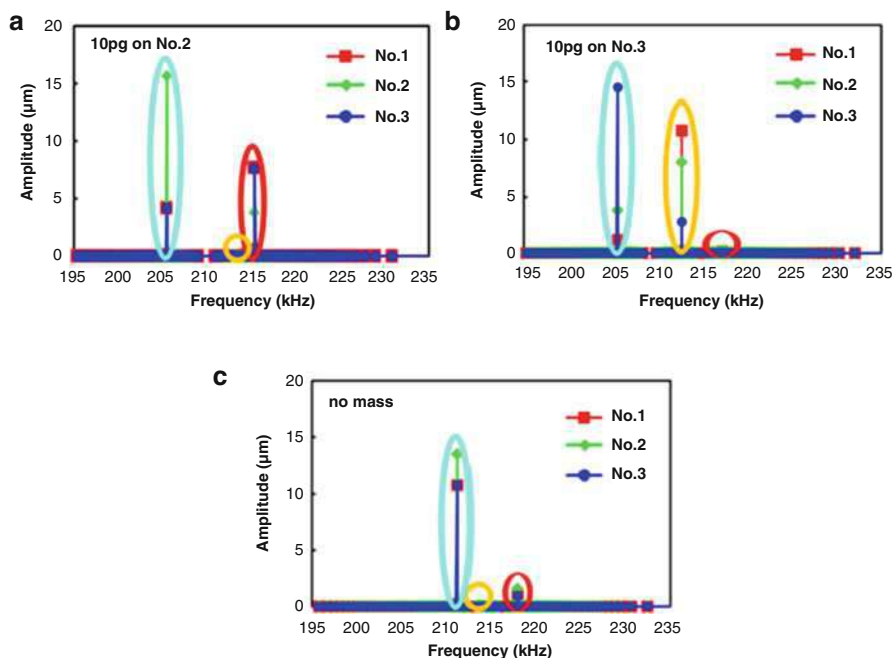 a
10pg on No.2
No.1
No.2
No.3
Amplitude (μm)
20
15
10
5
0
195 200 205 210 215 220 225 230 235
Frequency (kHz)
b
10pg on No.3
No.1
No.2
No.3
Amplitude (μm)
20
15
10
5
0
195 200 205 210 215 220 225 230 235
Frequency (kHz)
c
no mass
No.1
No.2
No.3
Amplitude (μm)
20
15
10
5
0
195 200 205 210 215 220 225 230 235
Frequency (kHz)